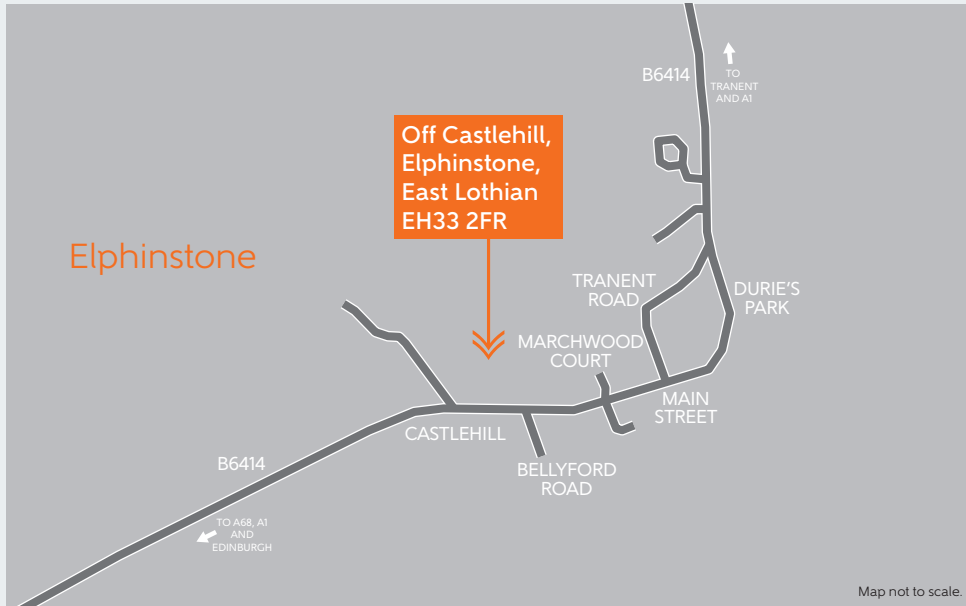 B6414
TO
TRANENT
AND A1
Off Castlehill,
Elphinstone,
East Lothian
EH33 2FR
Elphinstone
TRANENT
ROAD
DURIE'S
PARK
MARCHWOOD
COURT
MAIN
STREET
CASTLEHILL
BELLYFORD
ROAD
B6414
TO A68, A1
AND
EDINBURGH
Map not to scale.